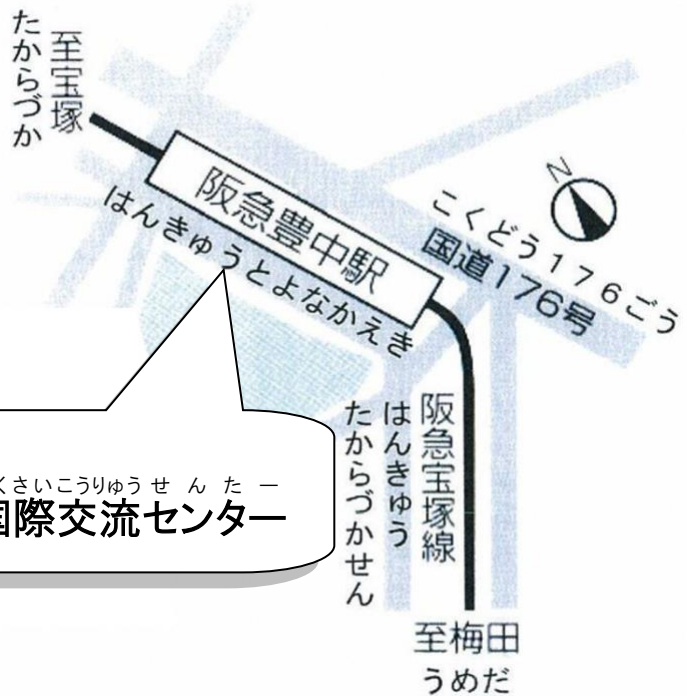 至宝塚
たからづか
阪急豊中駅
はんきゅうとよなかえき
N
こくどう176ごう
国道176号
くさいこうりゅうせんたー
国際交流センター
阪急宝塚線
はんきゅう
たからづかせん
至梅田
うめだ